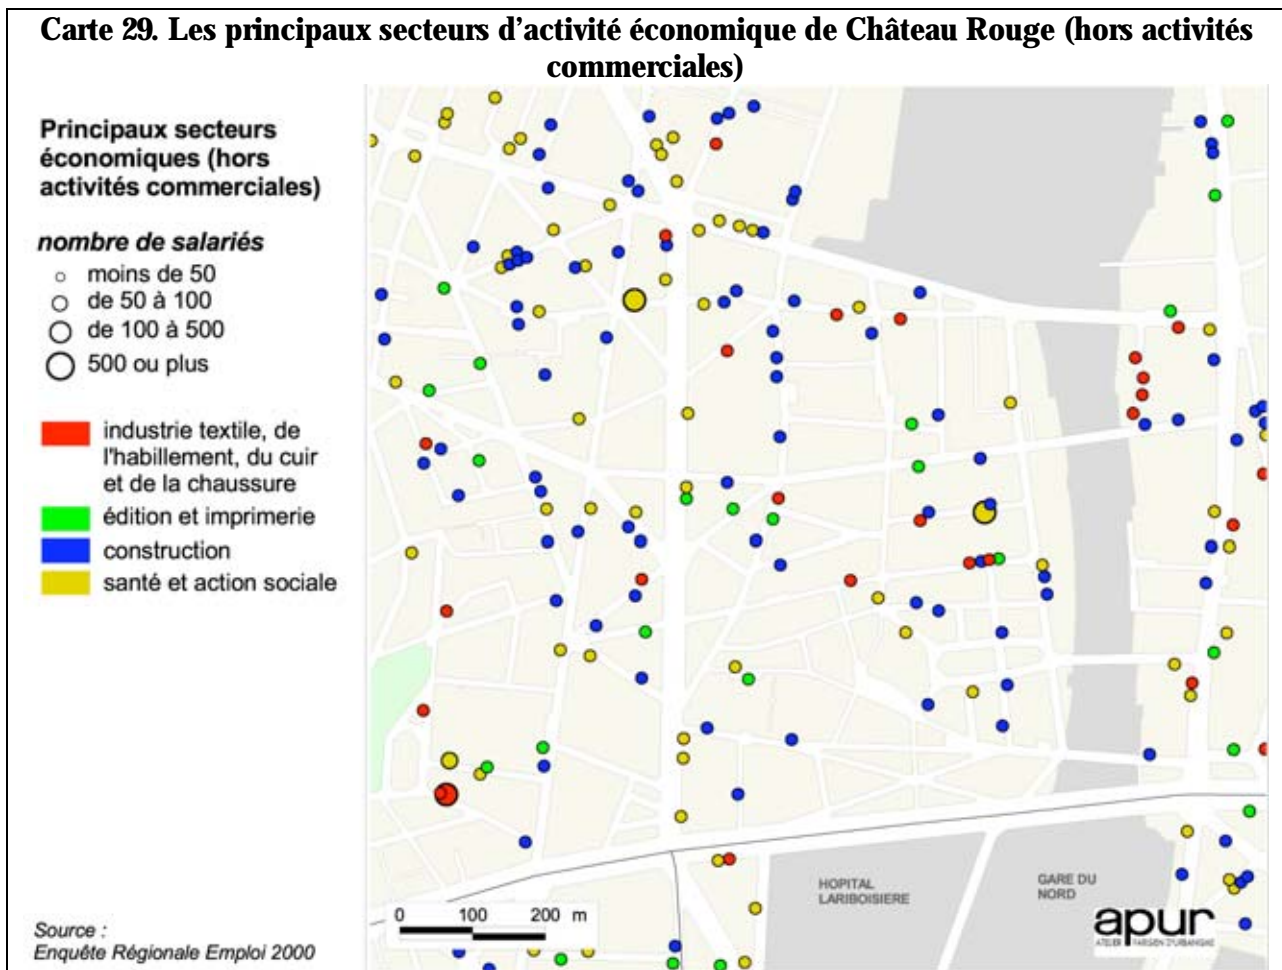 Carte 29. Les principaux secteurs d'activité économique de Château Rouge (hors activités
commerciales)
Principaux secteurs
économiques (hors
activités commerciales)
nombre de salariés
moins de 50
de 50 à 100
de 100 à 500
500 ou plus
industrie textile, de
l'habillement, du cuir
et de la chaussure
édition et imprimerie
construction
santé et action sociale
Source :
Enquête Régionale Emploi 2000
0 100 200 m
HOPITAL
LARIBOISIERE
GARE DU
NORD
apur